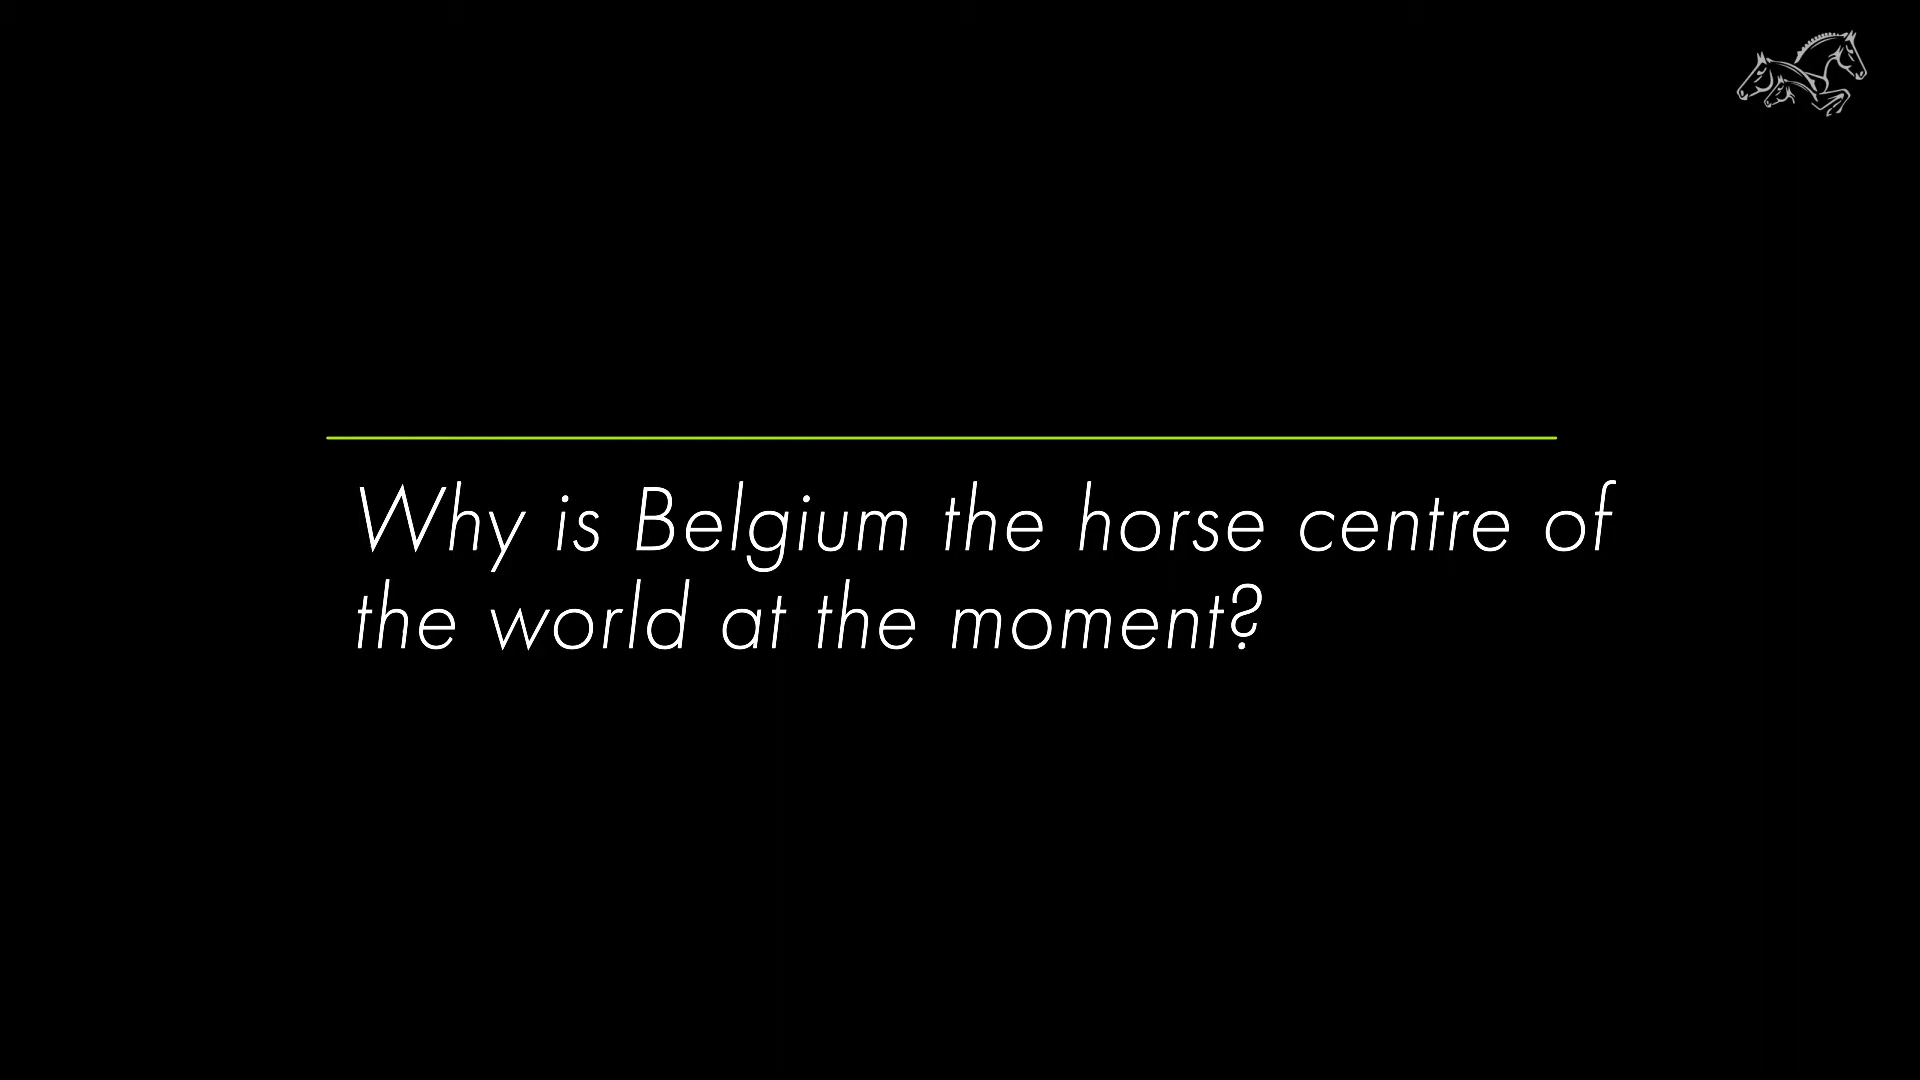 Why is Belgium the horse centre of
the world at the moment?